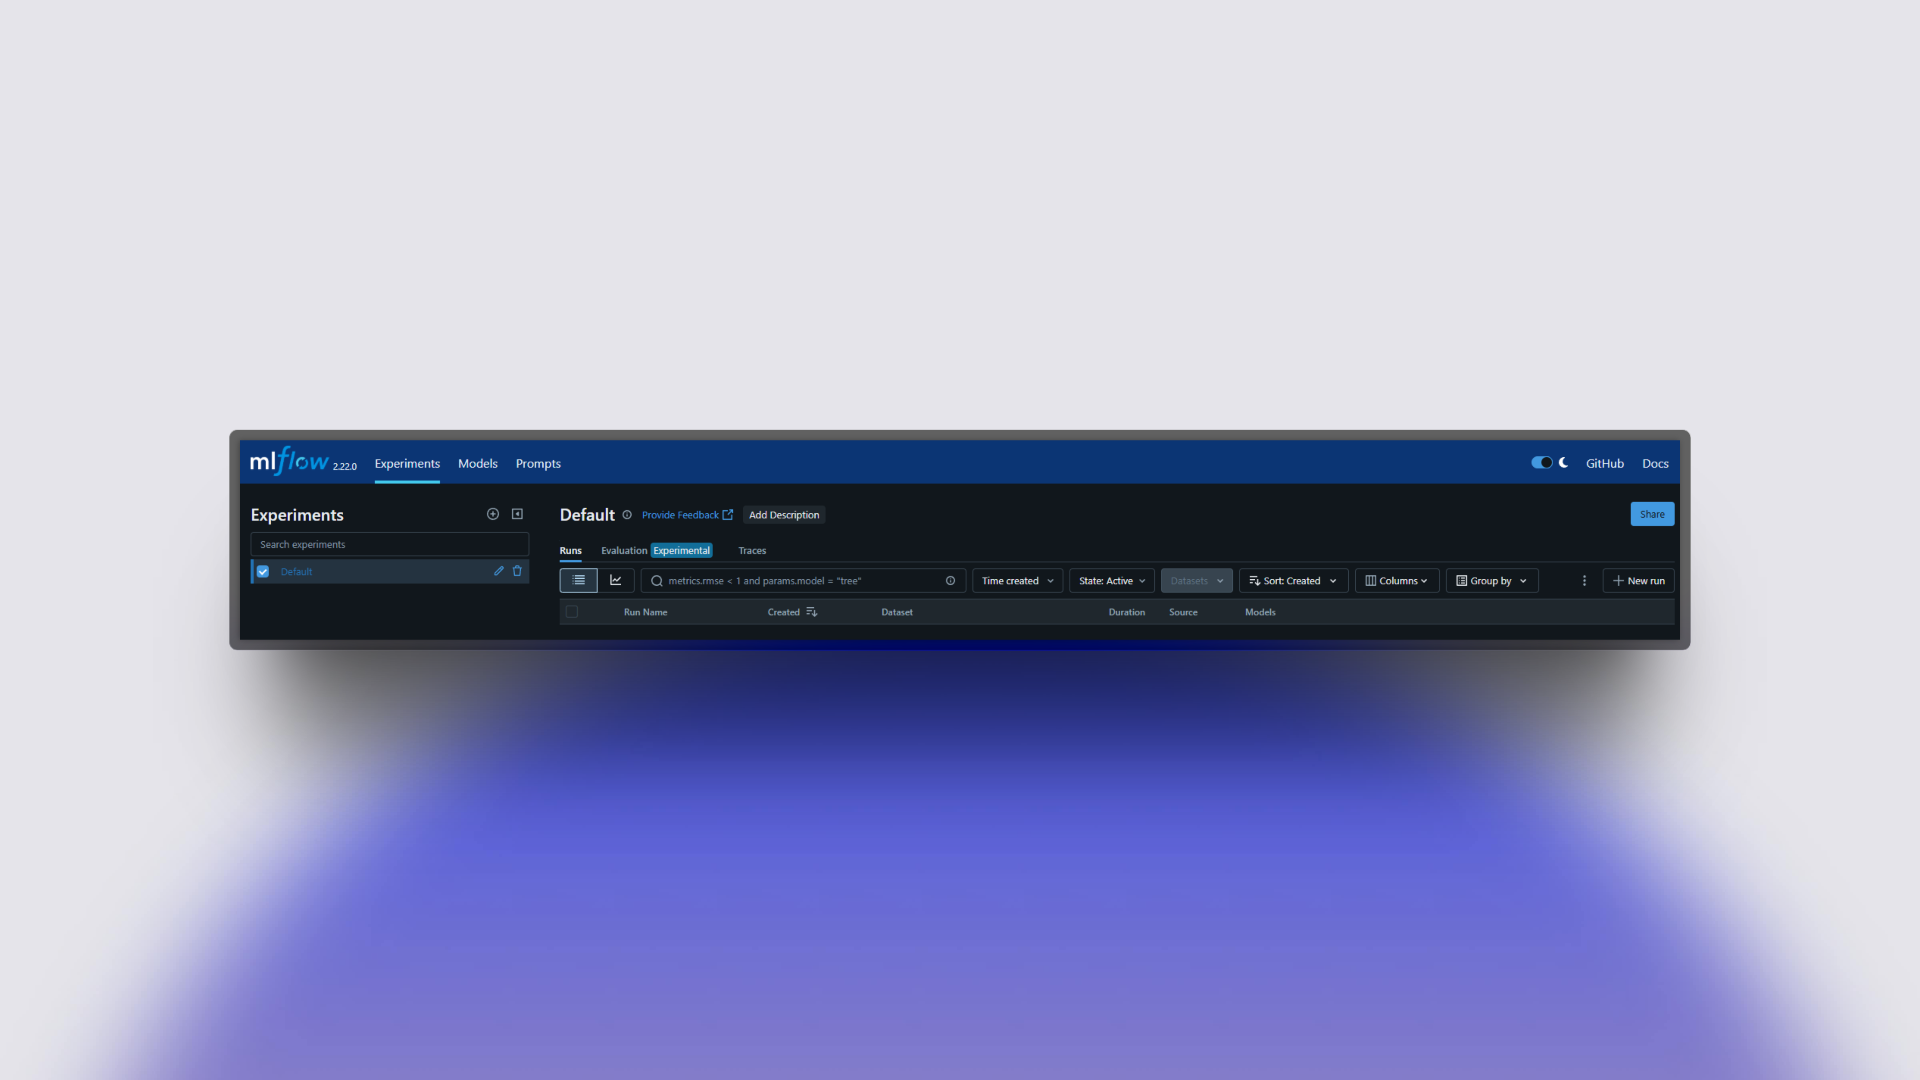 mlflow 2.22.0 Experiments Models Prompts GitHub Docs
Experiments
Search experiments
Default
Default Provide Feedback Add Description Share
Runs Evaluation Experimental Traces
metrics.rmse < 1 and params.model = "tree" Time created State: Active Datasets Sort: Created Columns Group by New run
Run Name Created Dataset Duration Source Models